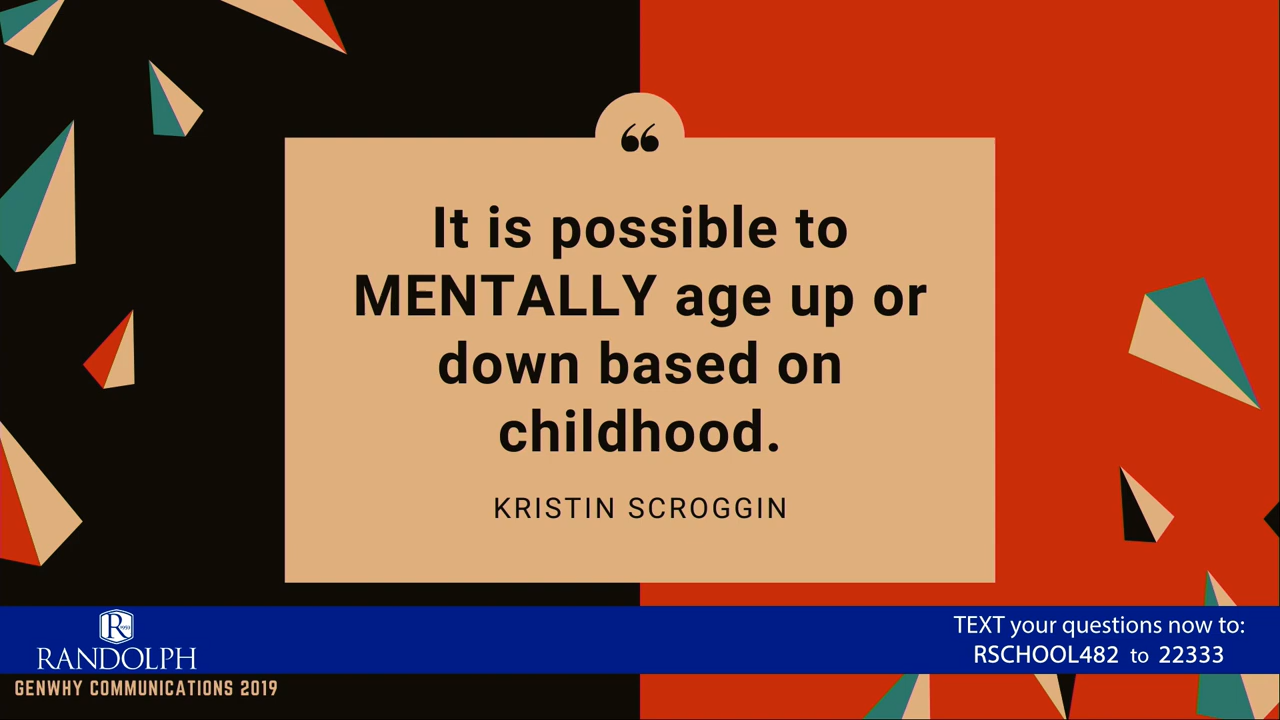 ❝
It is possible to
MENTALLY age up or
down based on
childhood.
KRISTIN SCROGGIN
R
RANDOLPH
GENWHY COMMUNICATIONS 2019
TEXT your questions now to:
RSCHOOL482 to 22333